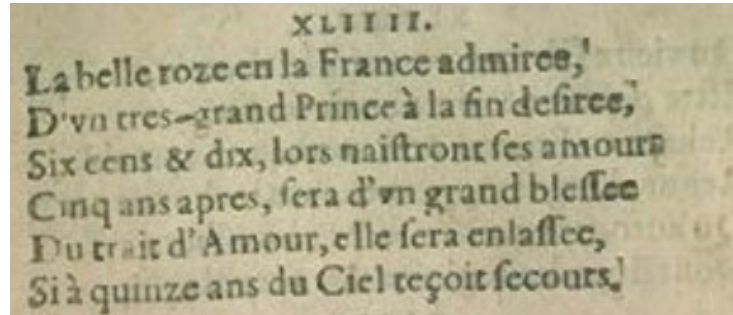 XLIIII.
La belle roze en la France admiree,
D'vn tres-grand Prince à la fin desiree,
Six cens & dix, lors naistront ses amours
Cinq ans apres, sera d'vn grand blessee
Du trait d'Amour, elle sera enlassee,
Si à quinze ans du Ciel reçoit secours.